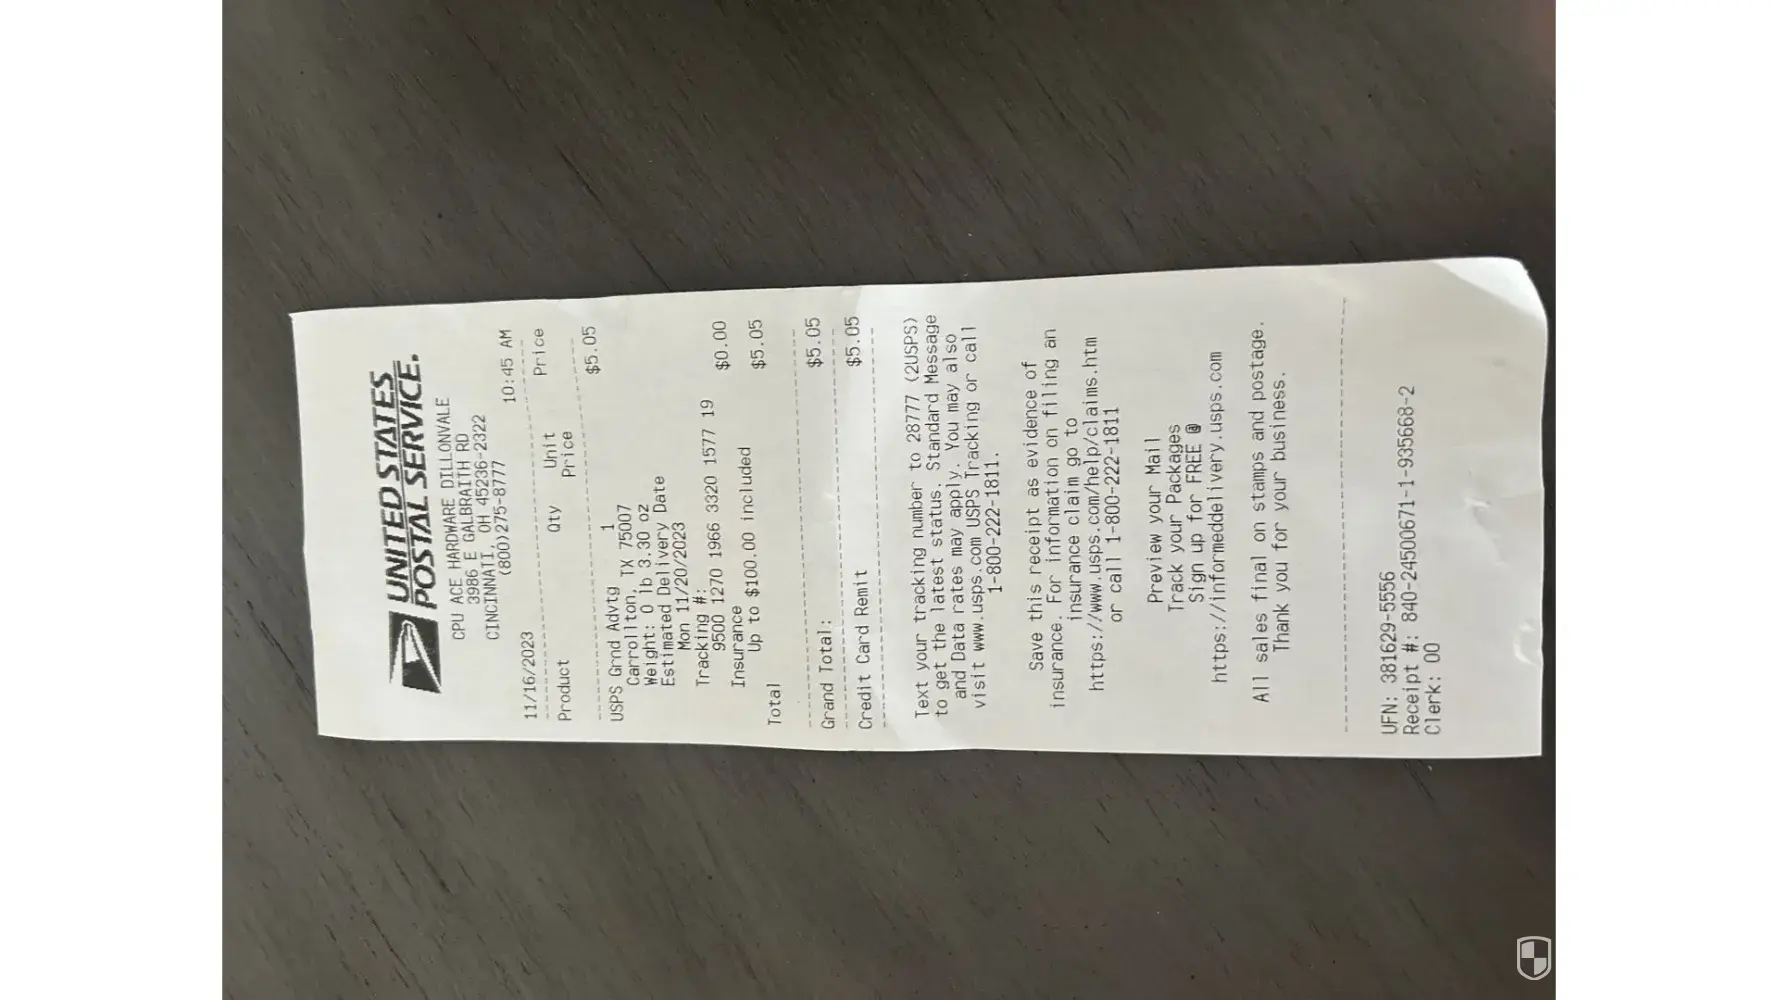 UNITED STATES
POSTAL SERVICE.
CPU ACE HARDWARE DILLONVALE
3986 E GALBRAITH RD
CINCINNATI, OH 45236-2322
(800)275-8777
11/16/2023 10:45 AM
Product Qty Unit Price
Price
USPS Grnd Advtg 1 $5.05
Carrollton, TX 75007
Weight: 0 lb 3.30 oz
Estimated Delivery Date
Mon 11/20/2023
Tracking #:
9500 1270 1966 3320 1577 19
Insurance $0.00
Up to $100.00 included
Total $5.05
Grand Total: $5.05
Credit Card Remit $5.05
Text your tracking number to 28777 (2USPS)
to get the latest status. Standard Message
and Data rates may apply. You may also
visit www.usps.com USPS Tracking or call
1-800-222-1811.
Save this receipt as evidence of
insurance. For information on filing an
insurance claim go to
https://www.usps.com/help/claims.htm
or call 1-800-222-1811
Preview your Mail
Track your Packages
Sign up for FREE @
https://informeddelivery.usps.com
All sales final on stamps and postage.
Thank you for your business.
UFN: 381629-5556
Receipt #: 840-24500671-1-935668-2
Clerk: 00